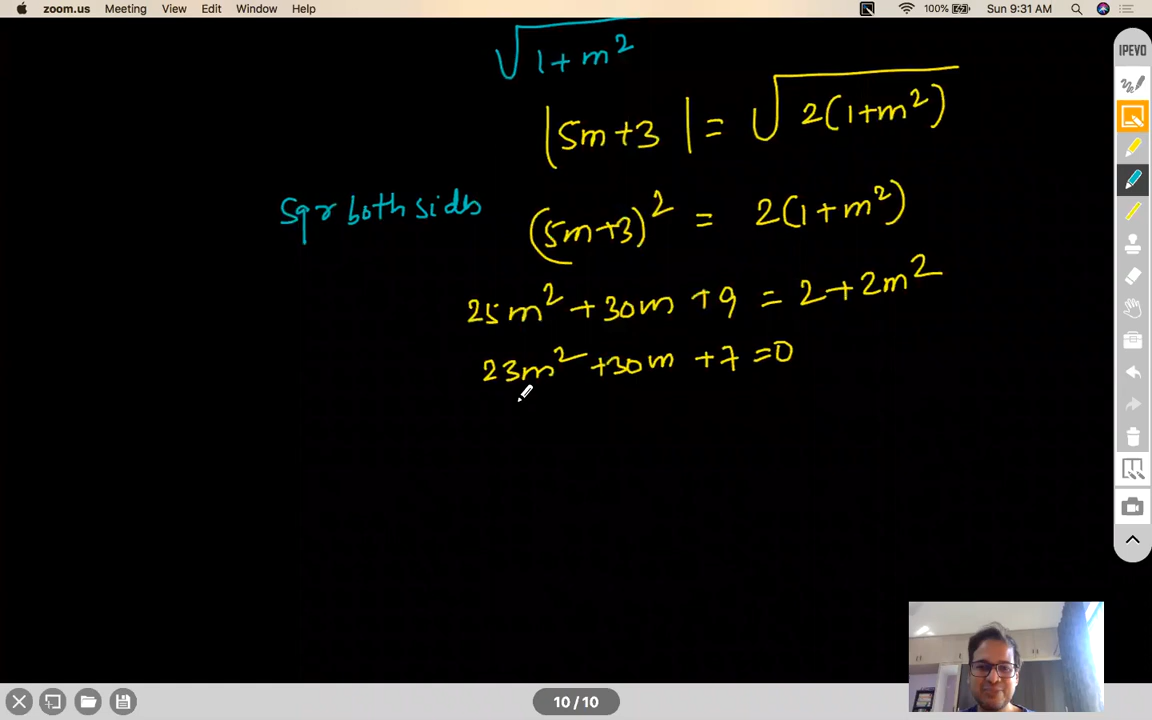 zoom.us Meeting View Edit Window Help 100% Sun 9:31 AM
IPEVO
√1+m²
|5m+3| = √2(1+m²)
Sqr both sides (5m+3)² = 2(1+m²)
25m²+30m+9 = 2+2m²
23m²+30m+7=0
10/10